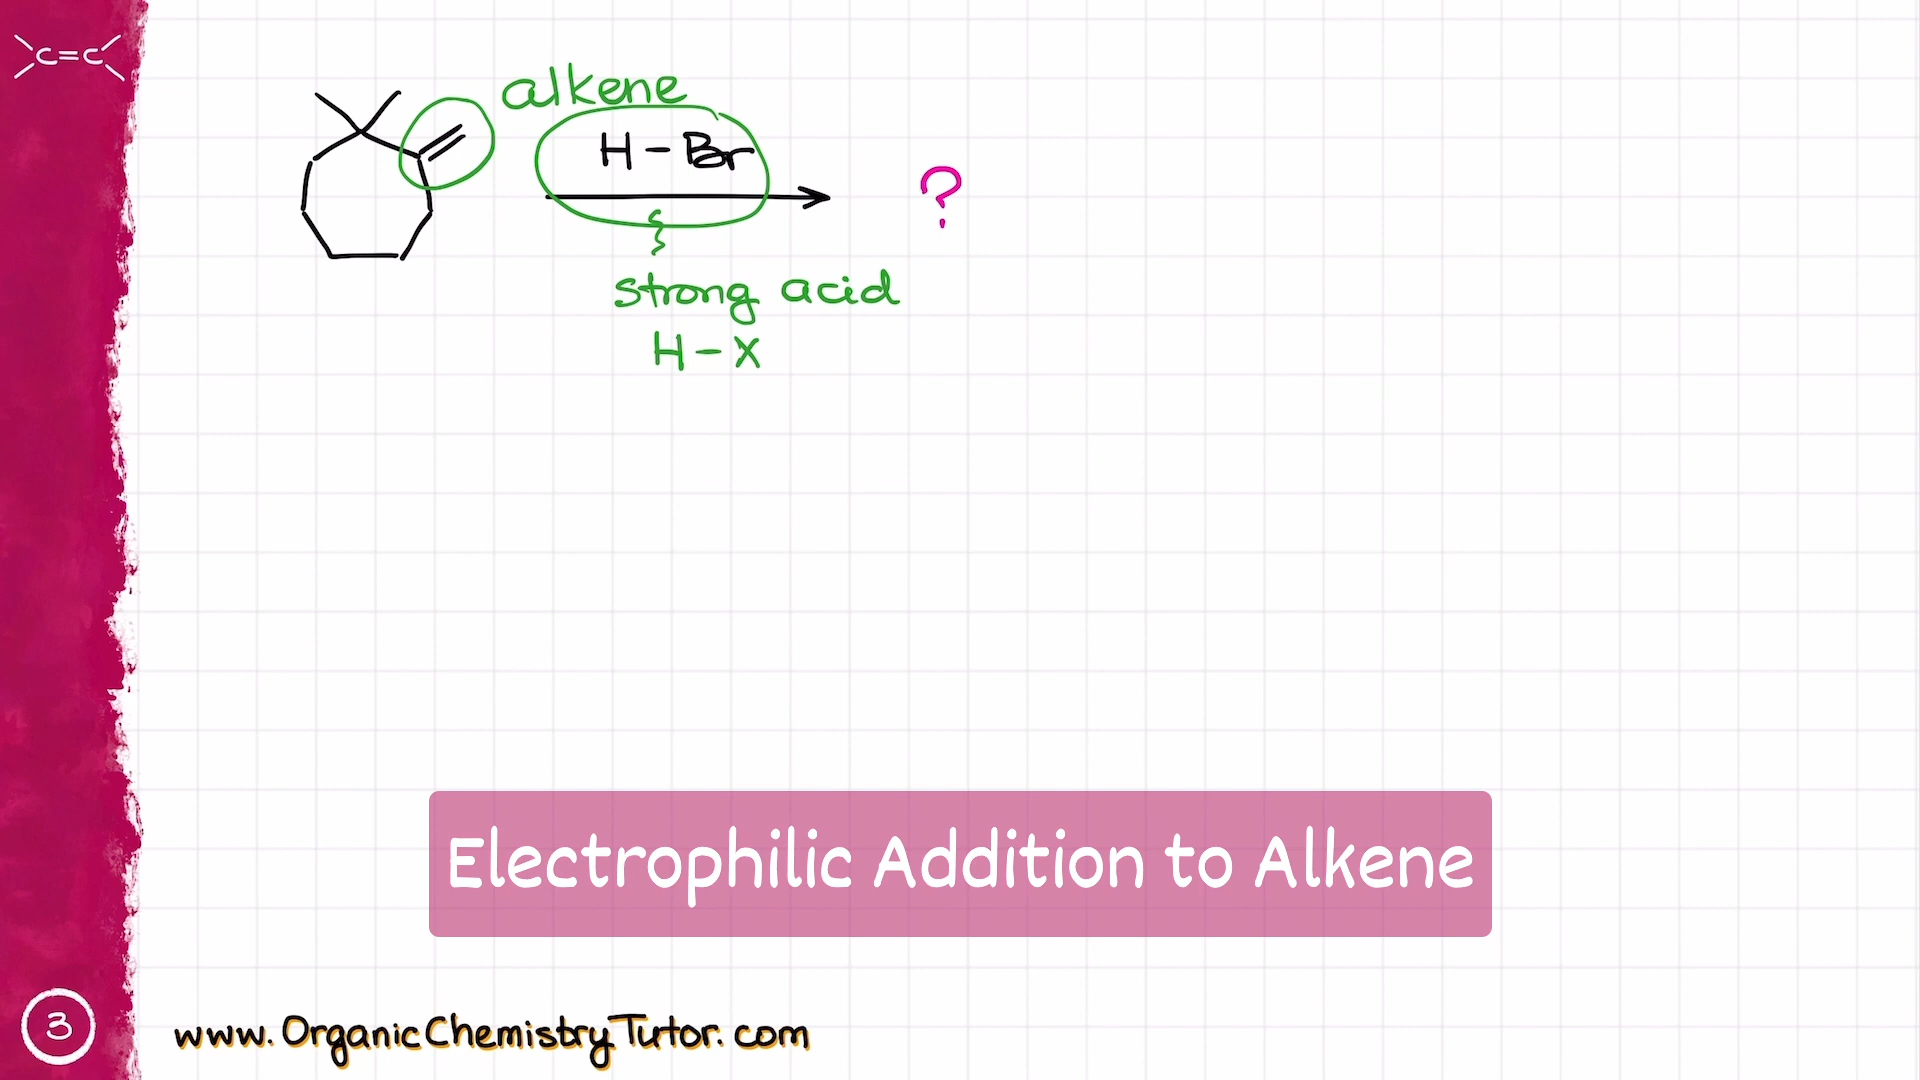 C=C
alkene
H-Br
?
strong acid
H-X
Electrophilic Addition to Alkene
3
www.OrganicChemistryTutor.com